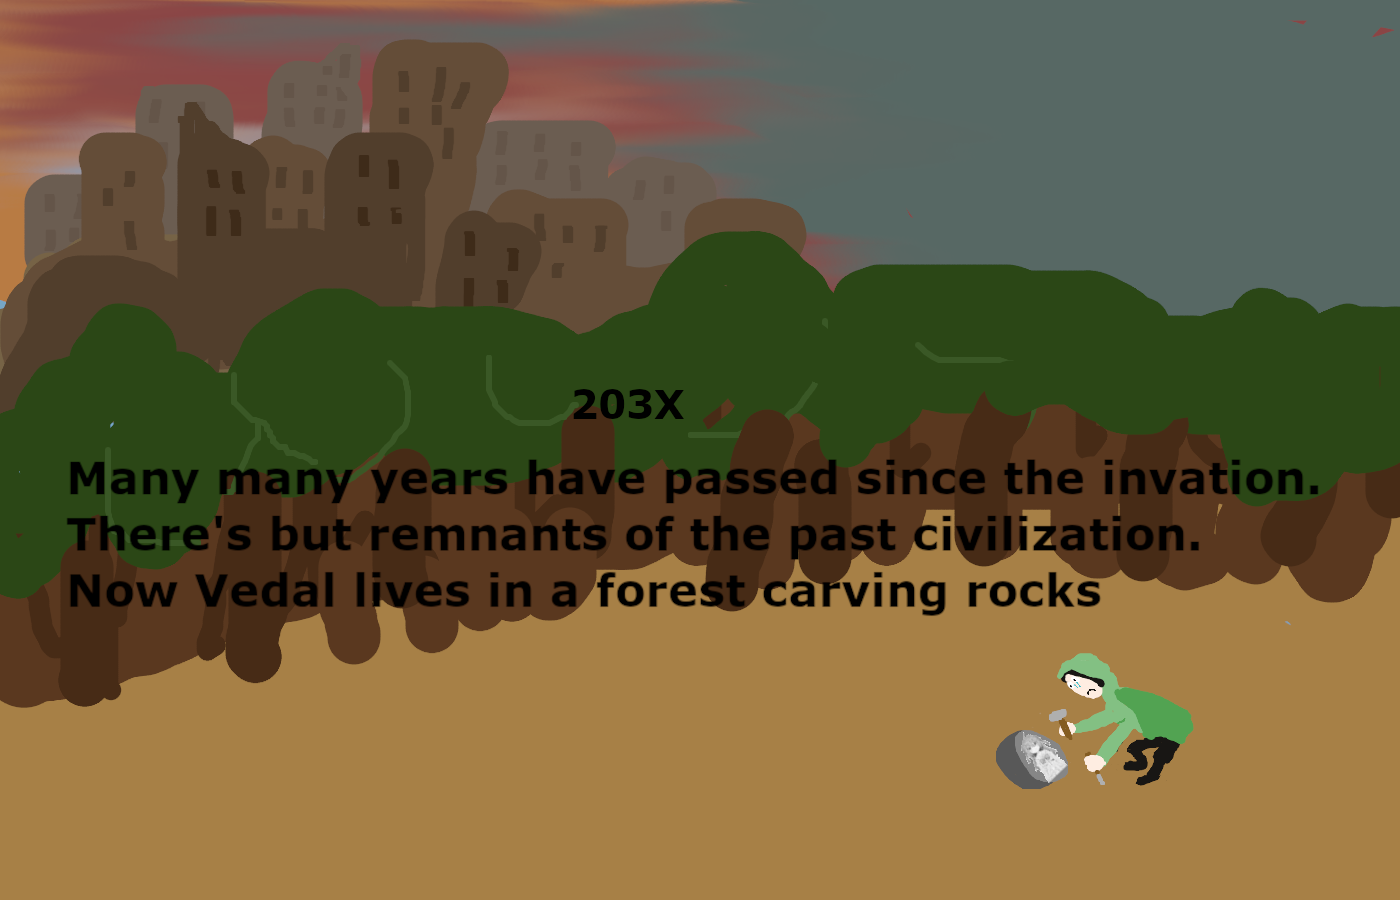 203X
Many many years have passed since the invation.
There's but remnants of the past civilization.
Now Vedal lives in a forest carving rocks